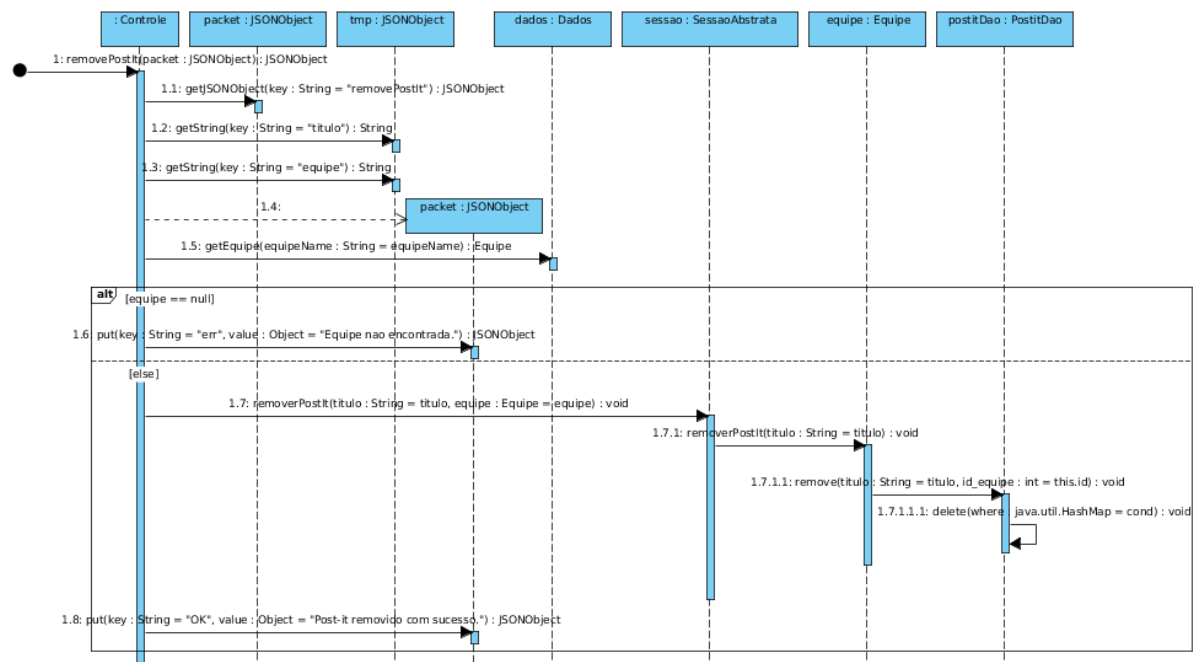 : Controle
packet : JSONObject
tmp : JSONObject
dados : Dados
sessao : SessaoAbstrata
equipe : Equipe
postitDao : PostitDao
1: removePostIt(packet : JSONObject) : JSONObject
1.1: getJSONObject(key : String = "removePostIt") : JSONObject
1.2: getString(key : String = "titulo") : String
1.3: getString(key : String = "equipe") : String
1.4:
packet : JSONObject
1.5: getEquipe(equipeName : String = equipeName) : Equipe
alt
[equipe == null]
1.6: put(key : String = "err", value : Object = "Equipe nao encontrada.") : JSONObject
[else]
1.7: removerPostIt(titulo : String = titulo, equipe : Equipe = equipe) : void
1.7.1: removerPostIt(titulo : String = titulo) : void
1.7.1.1: remove(titulo : String = titulo, id_equipe : int = this.id) : void
1.7.1.1.1: delete(where : java.util.HashMap = cond) : void
1.8: put(key : String = "OK", value : Object = "Post-it removido com sucesso.") : JSONObject